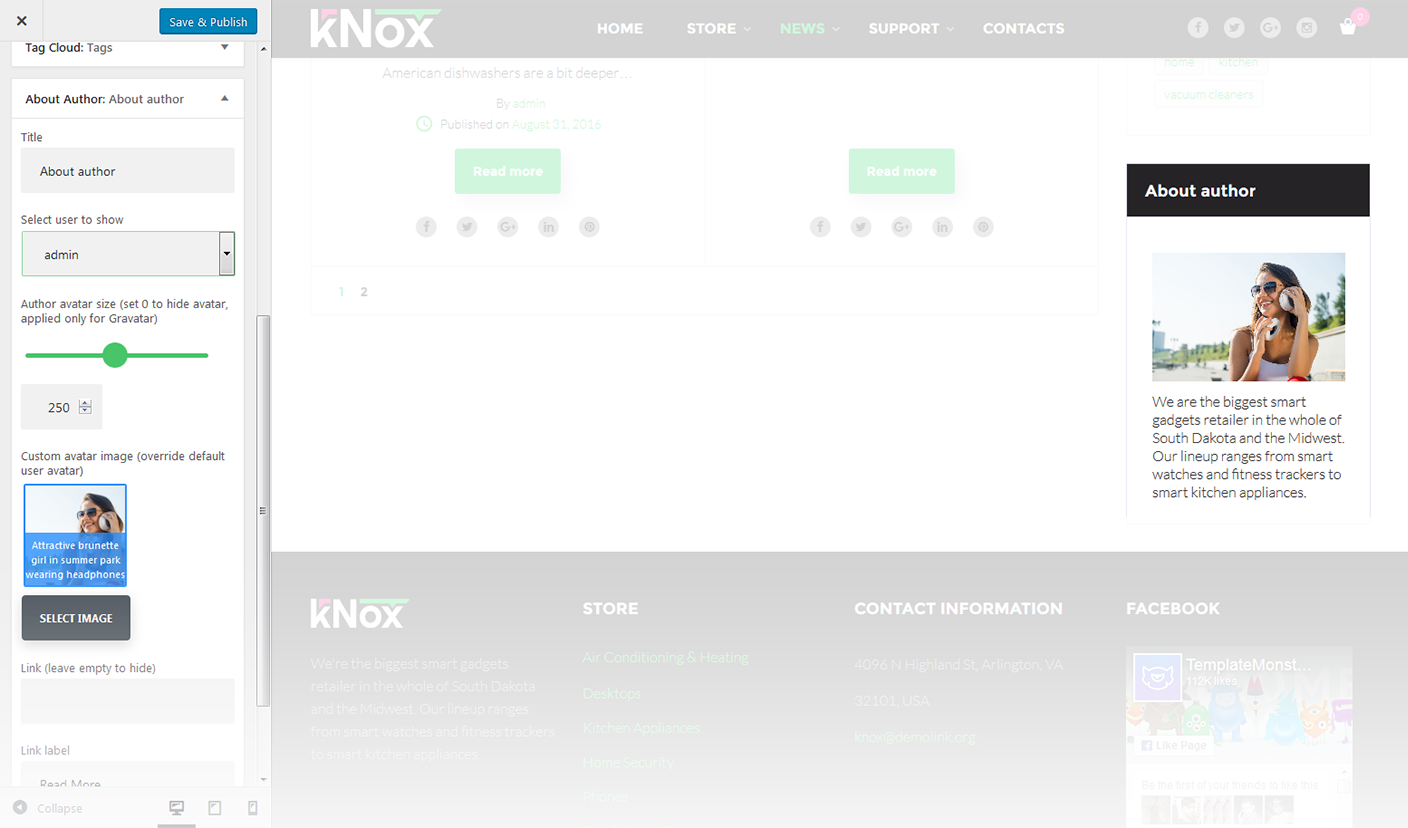 Save & Publish
Tag Cloud: Tags
About Author: About author
Title
About author
Select user to show
admin
Author avatar size (set 0 to hide avatar,
applied only for Gravatar)
250
Custom avatar image (override default
user avatar)
Attractive brunette
girl in summer park
wearing headphones
SELECT IMAGE
Link (leave empty to hide)
Link label
Read More
Collapse
kNox
HOME
STORE
NEWS
SUPPORT
CONTACTS
0
American dishwashers are a bit deeper…
By admin
Published on August 31, 2016
Read more
Read more
1 2
home
kitchen
vacuum cleaners
About author
We are the biggest smart
gadgets retailer in the whole of
South Dakota and the Midwest.
Our lineup ranges from smart
watches and fitness trackers to
smart kitchen appliances.
kNox
We're the biggest smart gadgets
retailer in the whole of South Dakota
and the Midwest. Our lineup ranges
from smart watches and fitness trackers
to smart kitchen appliances.
STORE
Air Conditioning & Heating
Desktops
Kitchen Appliances
Home Security
Phones
CONTACT INFORMATION
4096 N Highland St, Arlington, VA
32101, USA
knox@demolink.org
FACEBOOK
TemplateMonst...
112K likes
Like Page
Be the first of your friends to like this